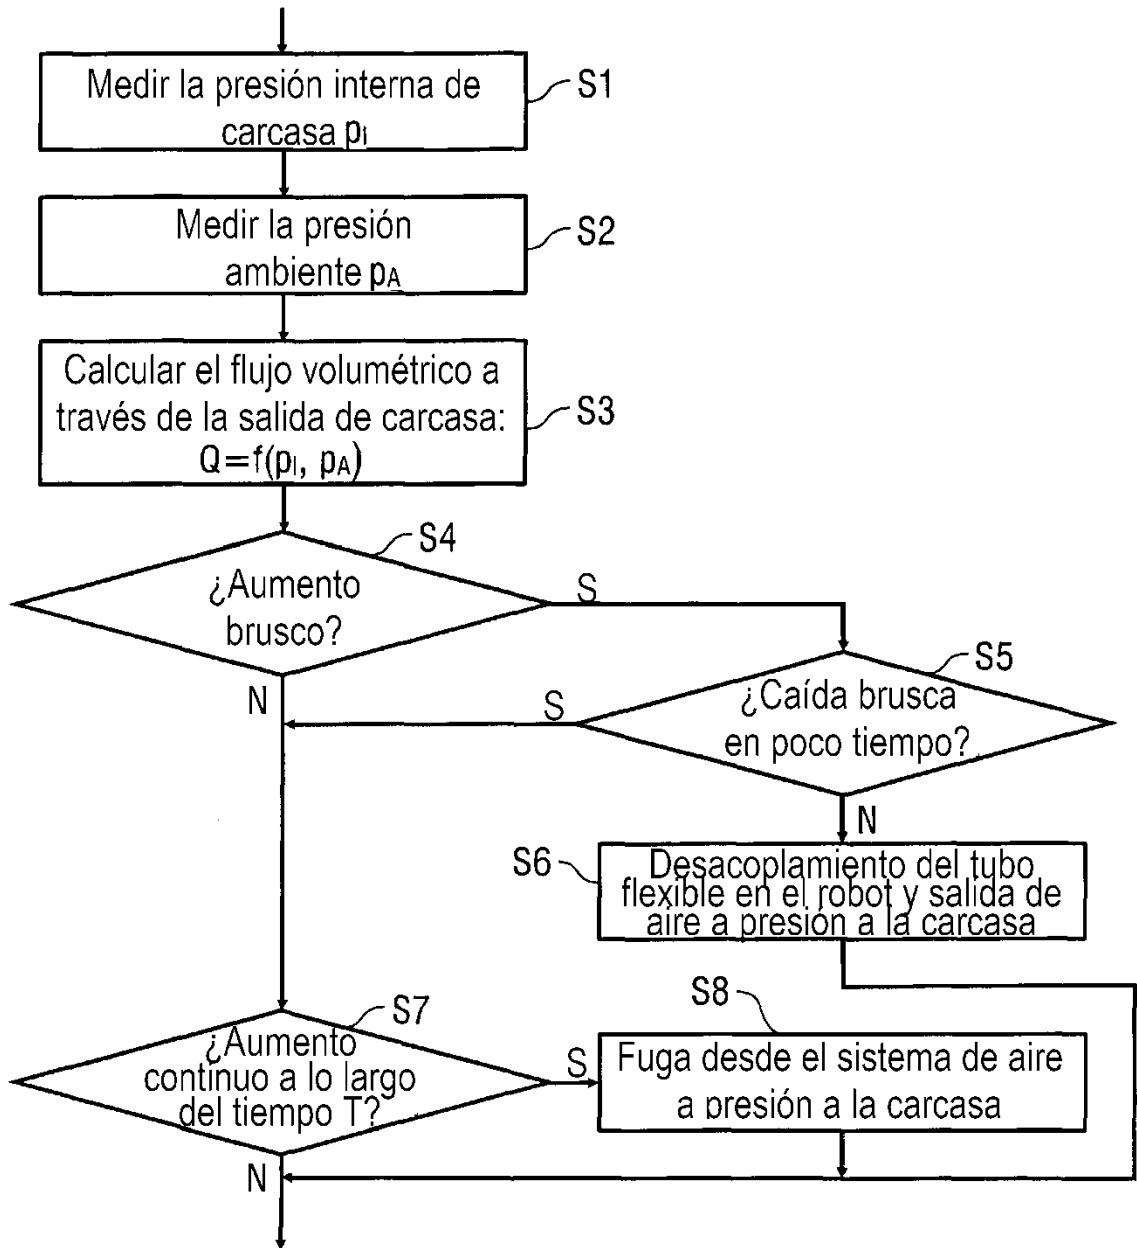 Medir la presión interna de
carcasa pI
S1
Medir la presión
ambiente pA
S2
Calcular el flujo volumétrico a
través de la salida de carcasa:
Q=f(pI, pA)
S3
S4
¿Aumento
brusco?
S
N
S5
¿Caída brusca
en poco tiempo?
S
N
S6
Desacoplamiento del tubo
flexible en el robot y salida de
aire a presión a la carcasa
S7
¿Aumento
continuo a lo largo
del tiempo T?
S
N
S8
Fuga desde el sistema de aire
a presión a la carcasa